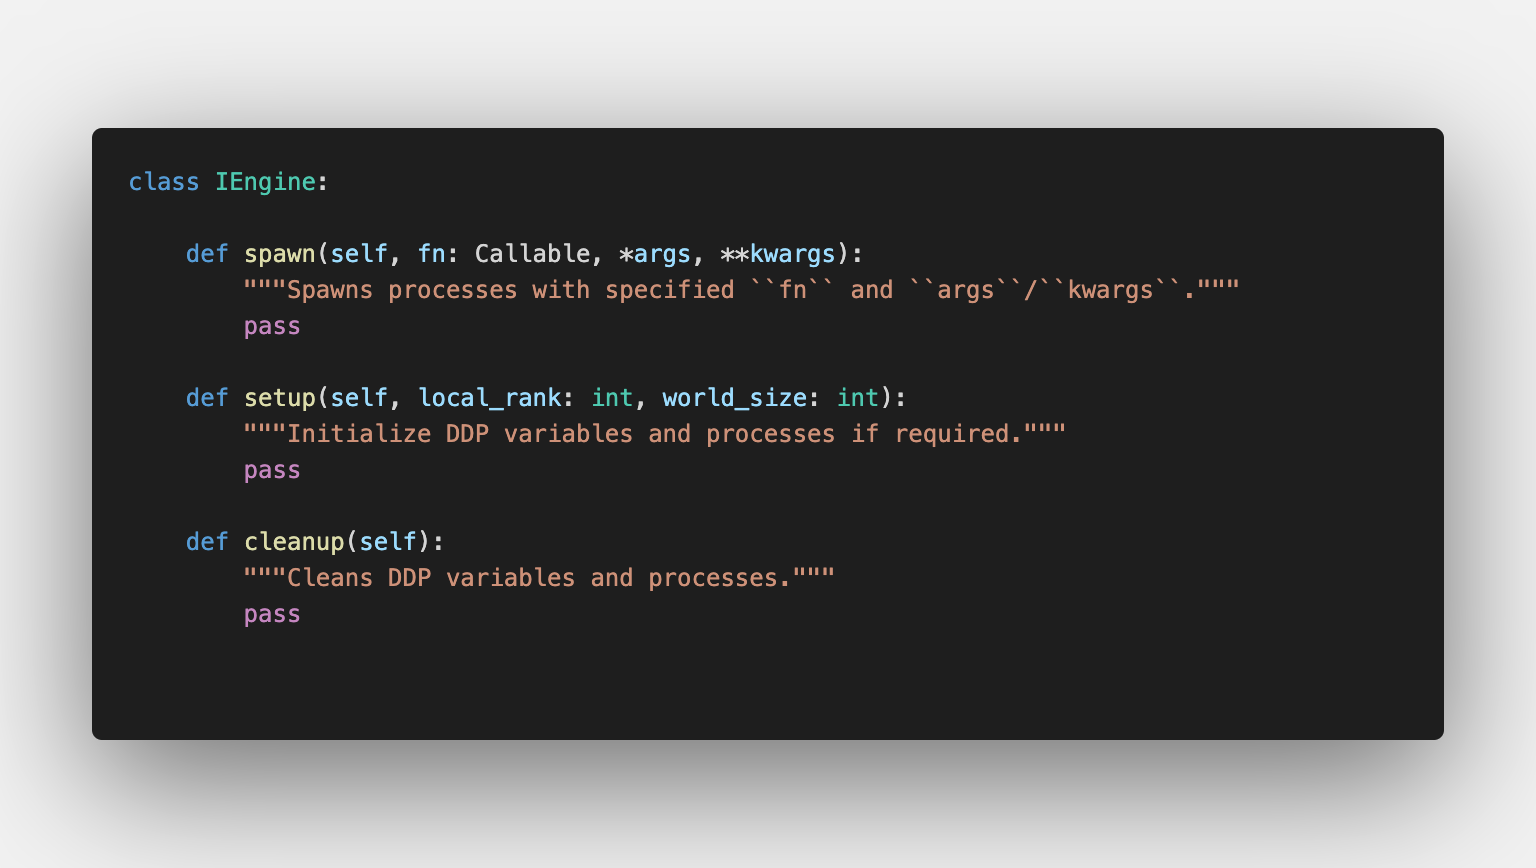 class IEngine:
    def spawn(self, fn: Callable, *args, **kwargs):
        """Spawns processes with specified ``fn`` and ``args``/``kwargs``."""
        pass
    def setup(self, local_rank: int, world_size: int):
        """Initialize DDP variables and processes if required."""
        pass
    def cleanup(self):
        """Cleans DDP variables and processes."""
        pass